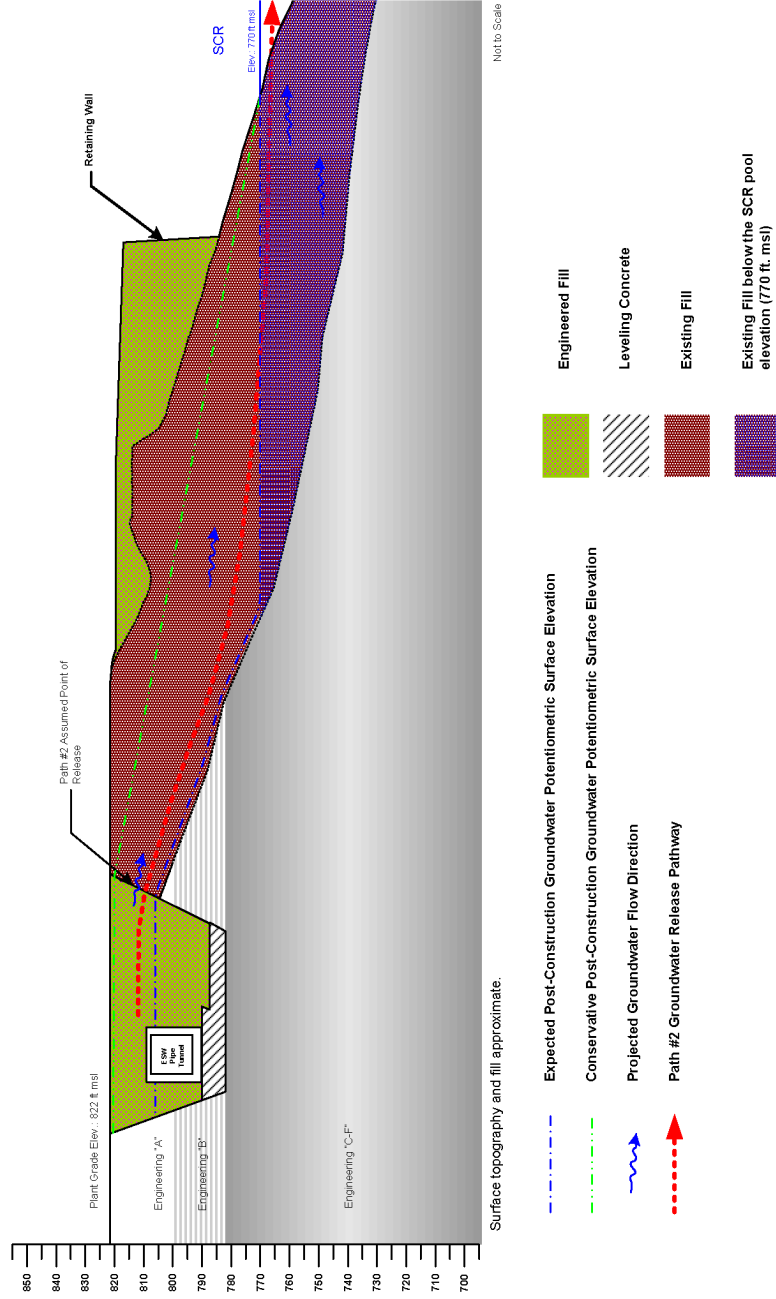 850
840
830
820
810
800
790
780
770
760
750
740
730
720
710
700
Plant Grade Elev.: 822 ft msl
Engineering "A"
Engineering "B"
Engineering "C-F"
ESW
Pipe
Tunnel
Path #2 Assumed Point of
Release
Retaining Wall
SCR
Elev.: 770 ft msl
Not to Scale
Surface topography and fill approximate.
Expected Post-Construction Groundwater Potentiometric Surface Elevation
Conservative Post-Construction Groundwater Potentiometric Surface Elevation
Projected Groundwater Flow Direction
Path #2 Groundwater Release Pathway
Engineered Fill
Leveling Concrete
Existing Fill
Existing Fill below the SCR pool
elevation (770 ft. msl)